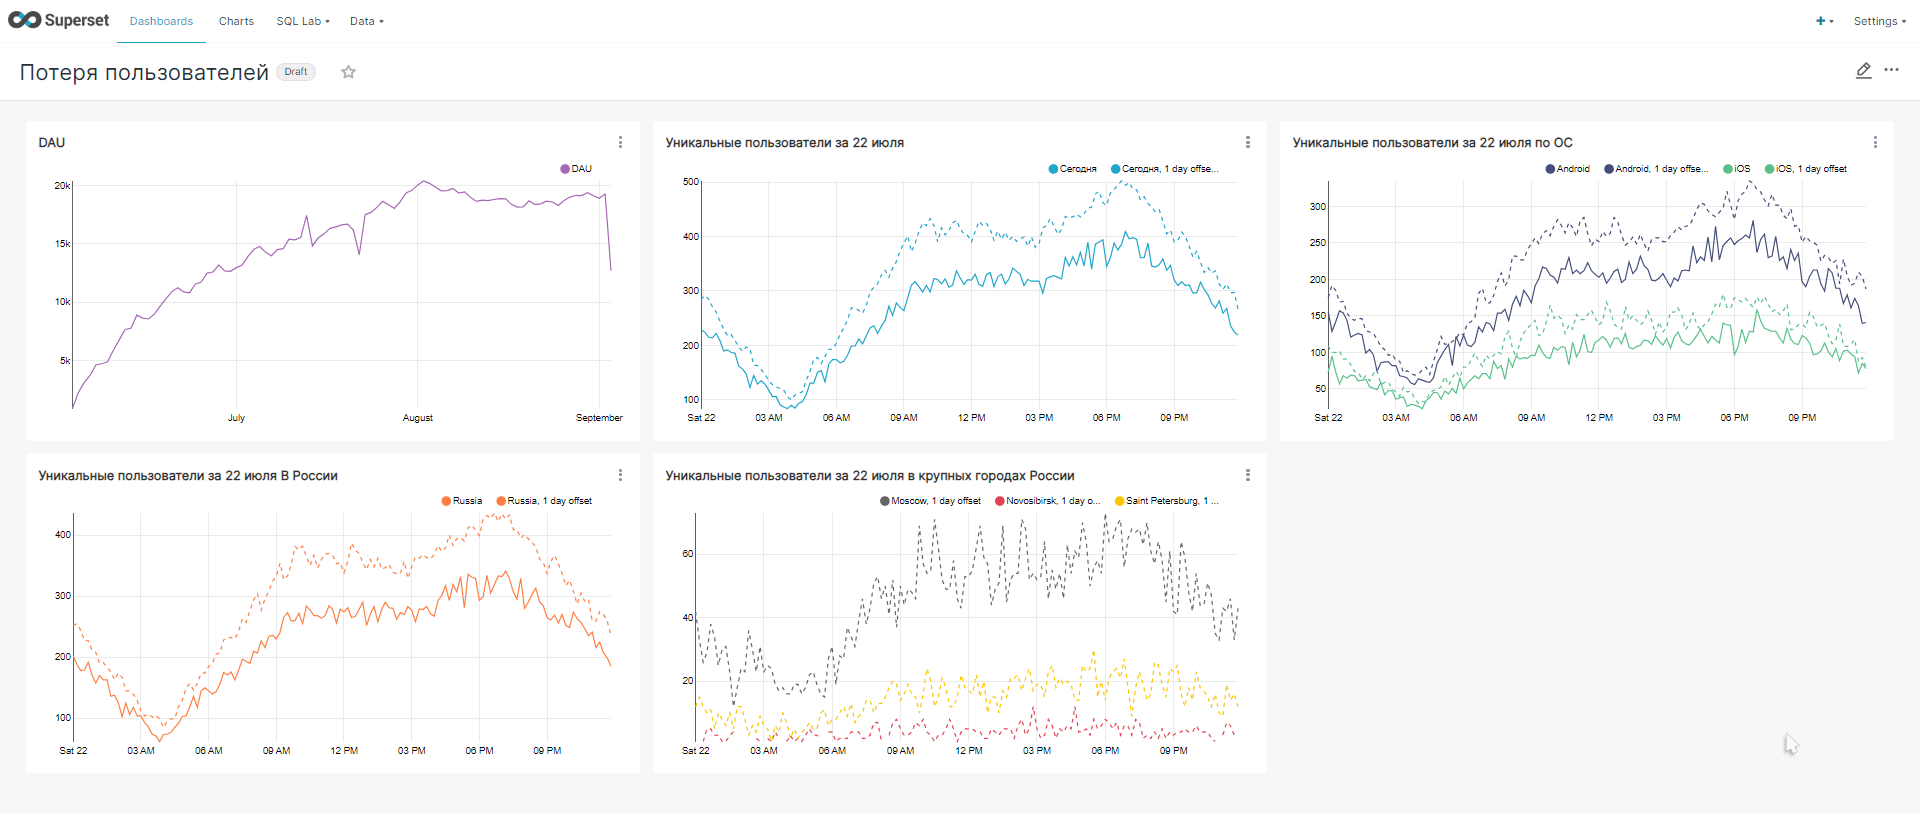 Superset Dashboards Charts SQL Lab Data + Settings
Потеря пользователей Draft
DAU
DAU
20k
15k
10k
5k
July August September
Уникальные пользователи за 22 июля
Сегодня Сегодня, 1 day offse...
500
400
300
200
100
Sat 22 03 AM 06 AM 09 AM 12 PM 03 PM 06 PM 09 PM
Уникальные пользователи за 22 июля по ОС
Android Android, 1 day offse... iOS iOS, 1 day offset
300
250
200
150
100
50
Sat 22 03 AM 06 AM 09 AM 12 PM 03 PM 06 PM 09 PM
Уникальные пользователи за 22 июля В России
Russia Russia, 1 day offset
400
300
200
100
Sat 22 03 AM 06 AM 09 AM 12 PM 03 PM 06 PM 09 PM
Уникальные пользователи за 22 июля в крупных городах России
Moscow, 1 day offset Novosibirsk, 1 day o... Saint Petersburg, 1 ...
60
40
20
Sat 22 03 AM 06 AM 09 AM 12 PM 03 PM 06 PM 09 PM